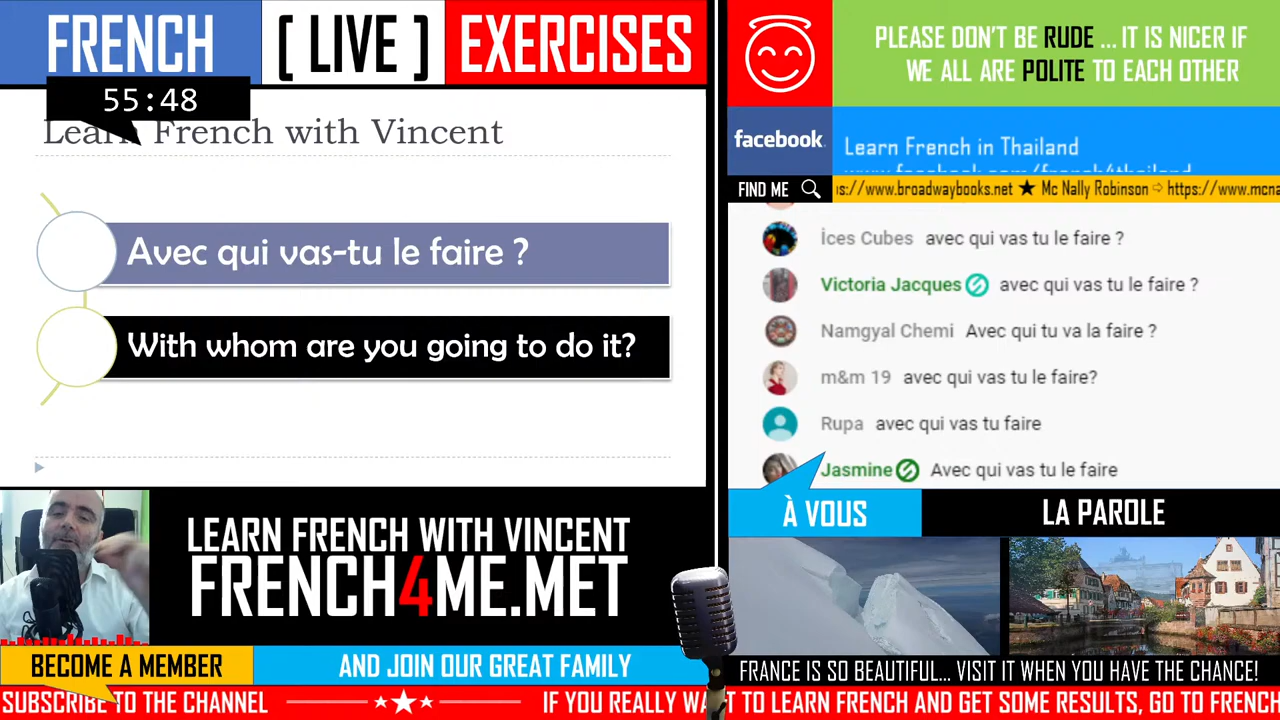 FRENCH
[ LIVE ]
EXERCISES
55:48
Learn French with Vincent
Avec qui vas-tu le faire ?
With whom are you going to do it?
LEARN FRENCH WITH VINCENT
FRENCH4ME.MET
BECOME A MEMBER
AND JOIN OUR GREAT FAMILY
PLEASE DON'T BE RUDE ... IT IS NICER IF
WE ALL ARE POLITE TO EACH OTHER
facebook.
Learn French in Thailand
www.facebook.com/french4thailand
FIND ME
s://www.broadwaybooks.net ★ Mc Nally Robinson ⇨ https://www.mcna
İces Cubes avec qui vas tu le faire ?
Victoria Jacques avec qui vas tu le faire ?
Namgyal Chemi Avec qui tu va la faire ?
m&m 19 avec qui vas tu le faire?
Rupa avec qui vas tu faire
Jasmine Avec qui vas tu le faire
À VOUS
LA PAROLE
FRANCE IS SO BEAUTIFUL... VISIT IT WHEN YOU HAVE THE CHANCE!
SUBSCRIBE TO THE CHANNEL ★ IF YOU REALLY WANT TO LEARN FRENCH AND GET SOME RESULTS, GO TO FRENCH